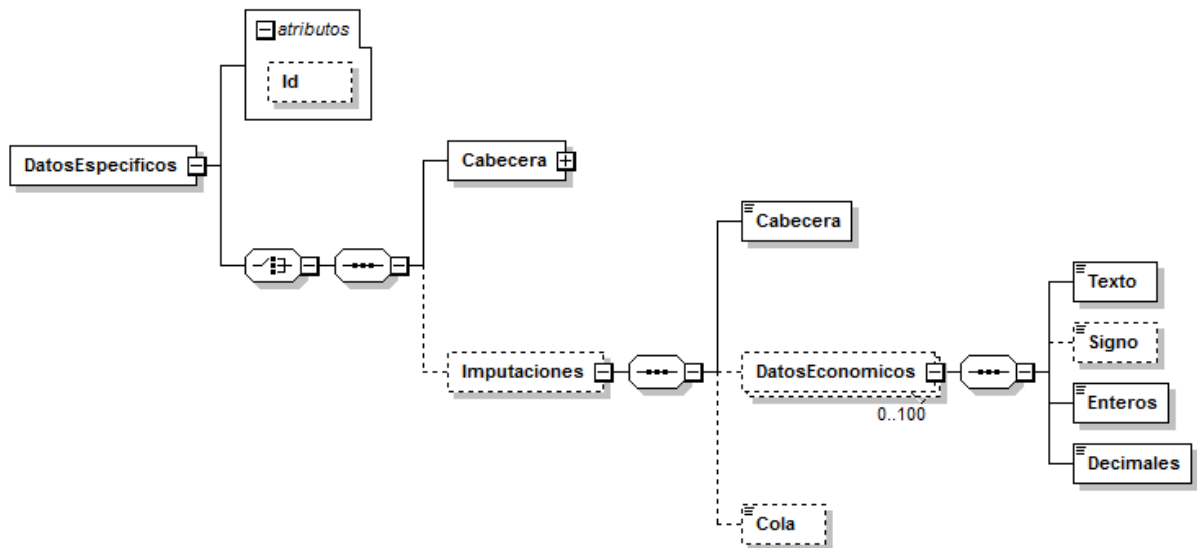 atributos
Id
DatosEspecificos
Cabecera
Cabecera
Texto
Signo
Imputaciones
DatosEconomicos
0..100
Enteros
Decimales
Cola